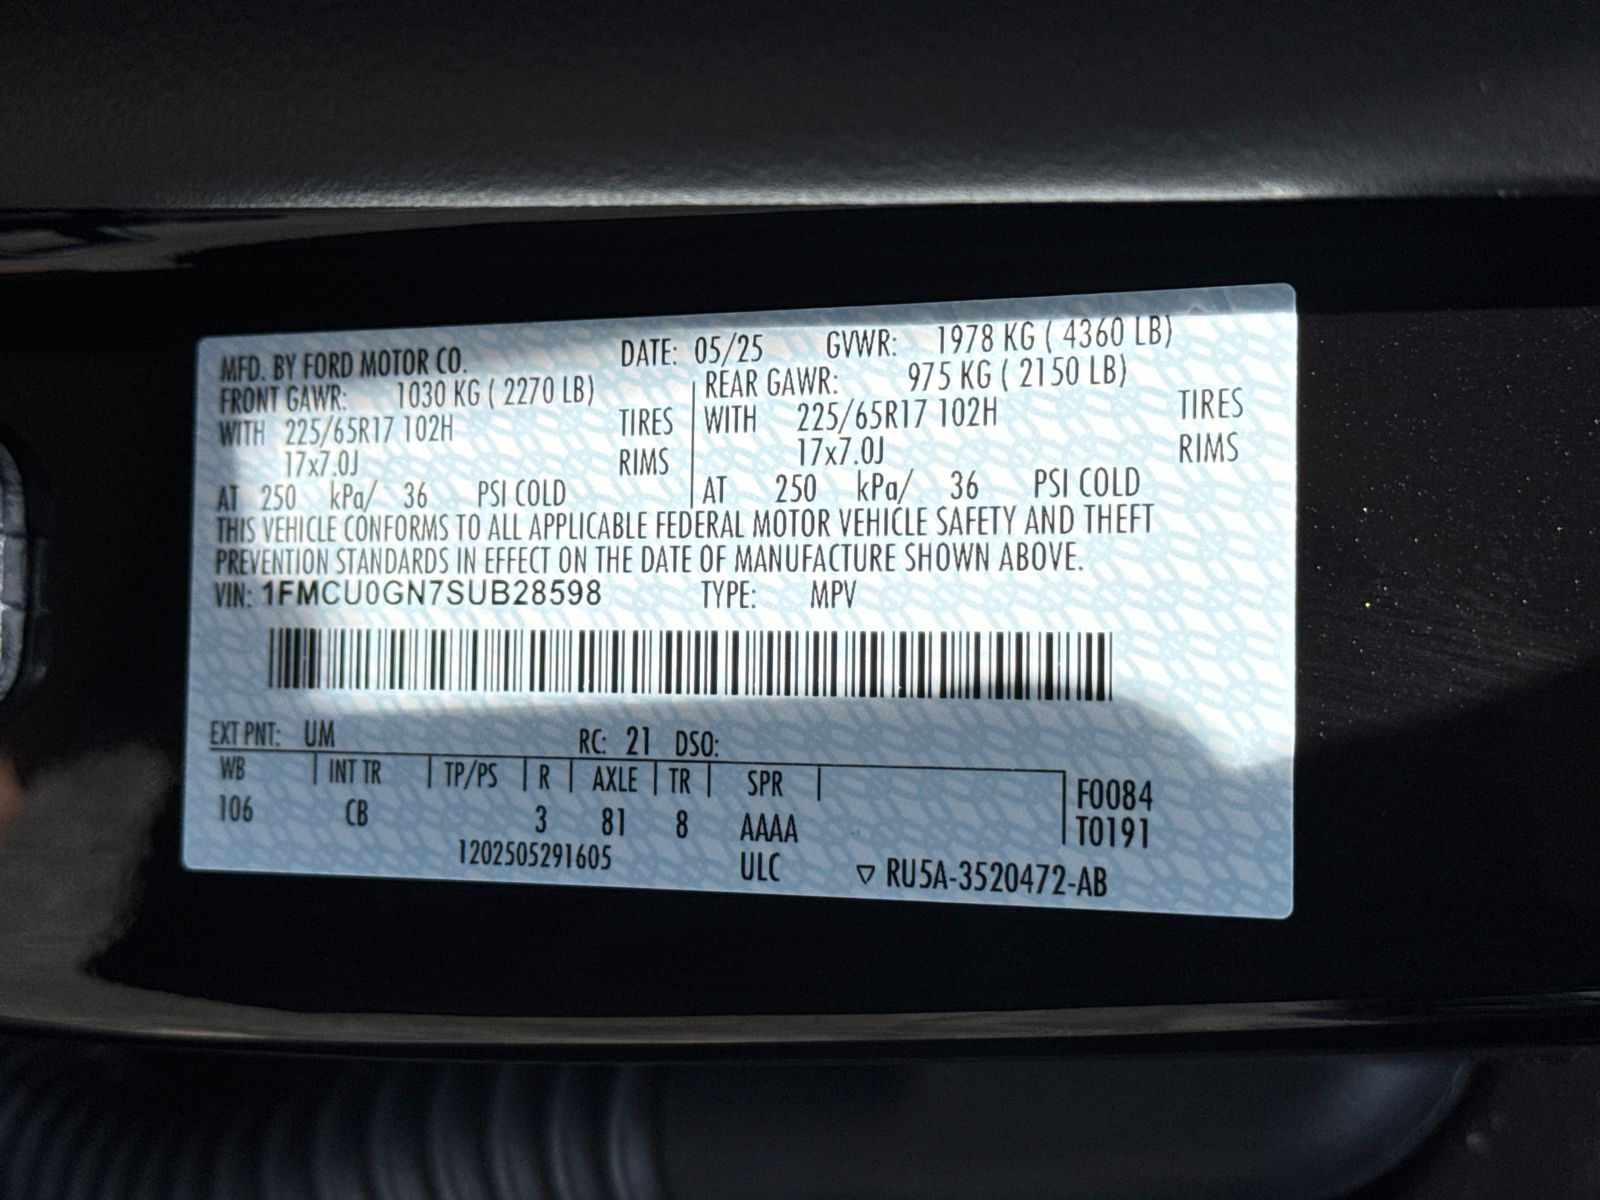 MFD. BY FORD MOTOR CO. DATE: 05/25 GVWR: 1978 KG ( 4360 LB)
FRONT GAWR: 1030 KG ( 2270 LB) REAR GAWR: 975 KG ( 2150 LB)
WITH 225/65R17 102H TIRES WITH 225/65R17 102H TIRES
17x7.0J RIMS 17x7.0J RIMS
AT 250 kPa/ 36 PSI COLD AT 250 kPa/ 36 PSI COLD
THIS VEHICLE CONFORMS TO ALL APPLICABLE FEDERAL MOTOR VEHICLE SAFETY AND THEFT
PREVENTION STANDARDS IN EFFECT ON THE DATE OF MANUFACTURE SHOWN ABOVE.
VIN: 1FMCU0GN7SUB28598 TYPE: MPV
EXT PNT: UM RC: 21 DSO:
WB INT TR TP/PS R AXLE TR SPR F0084
106 CB 3 81 8 AAAA T0191
1202505291605 ULC ▽ RU5A-3520472-AB